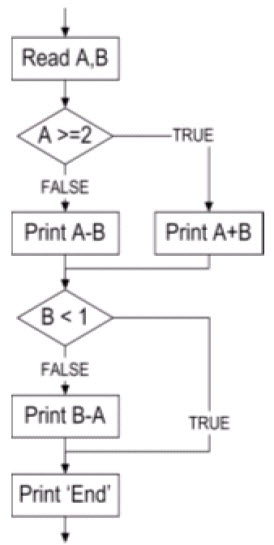 Read A,B
A >=2
TRUE
FALSE
Print A-B
Print A+B
B < 1
FALSE
Print B-A
TRUE
Print 'End'